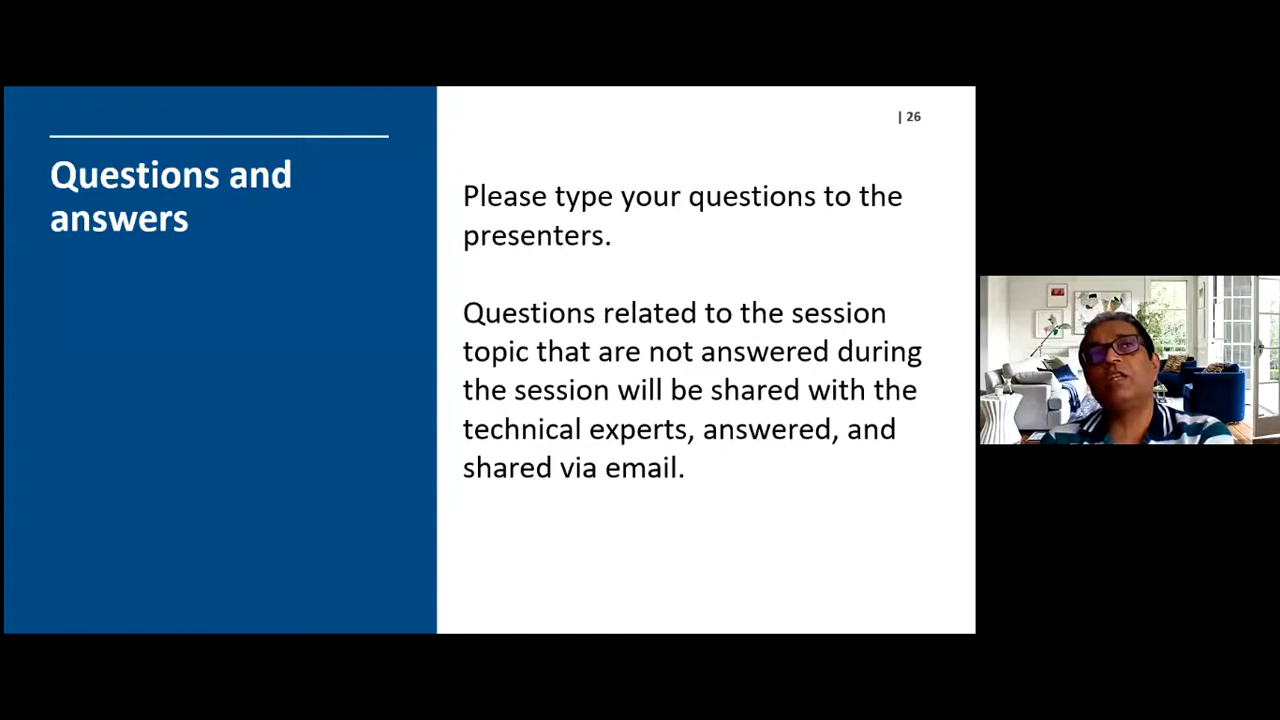 Questions and
answers
| 26
Please type your questions to the
presenters.
Questions related to the session
topic that are not answered during
the session will be shared with the
technical experts, answered, and
shared via email.